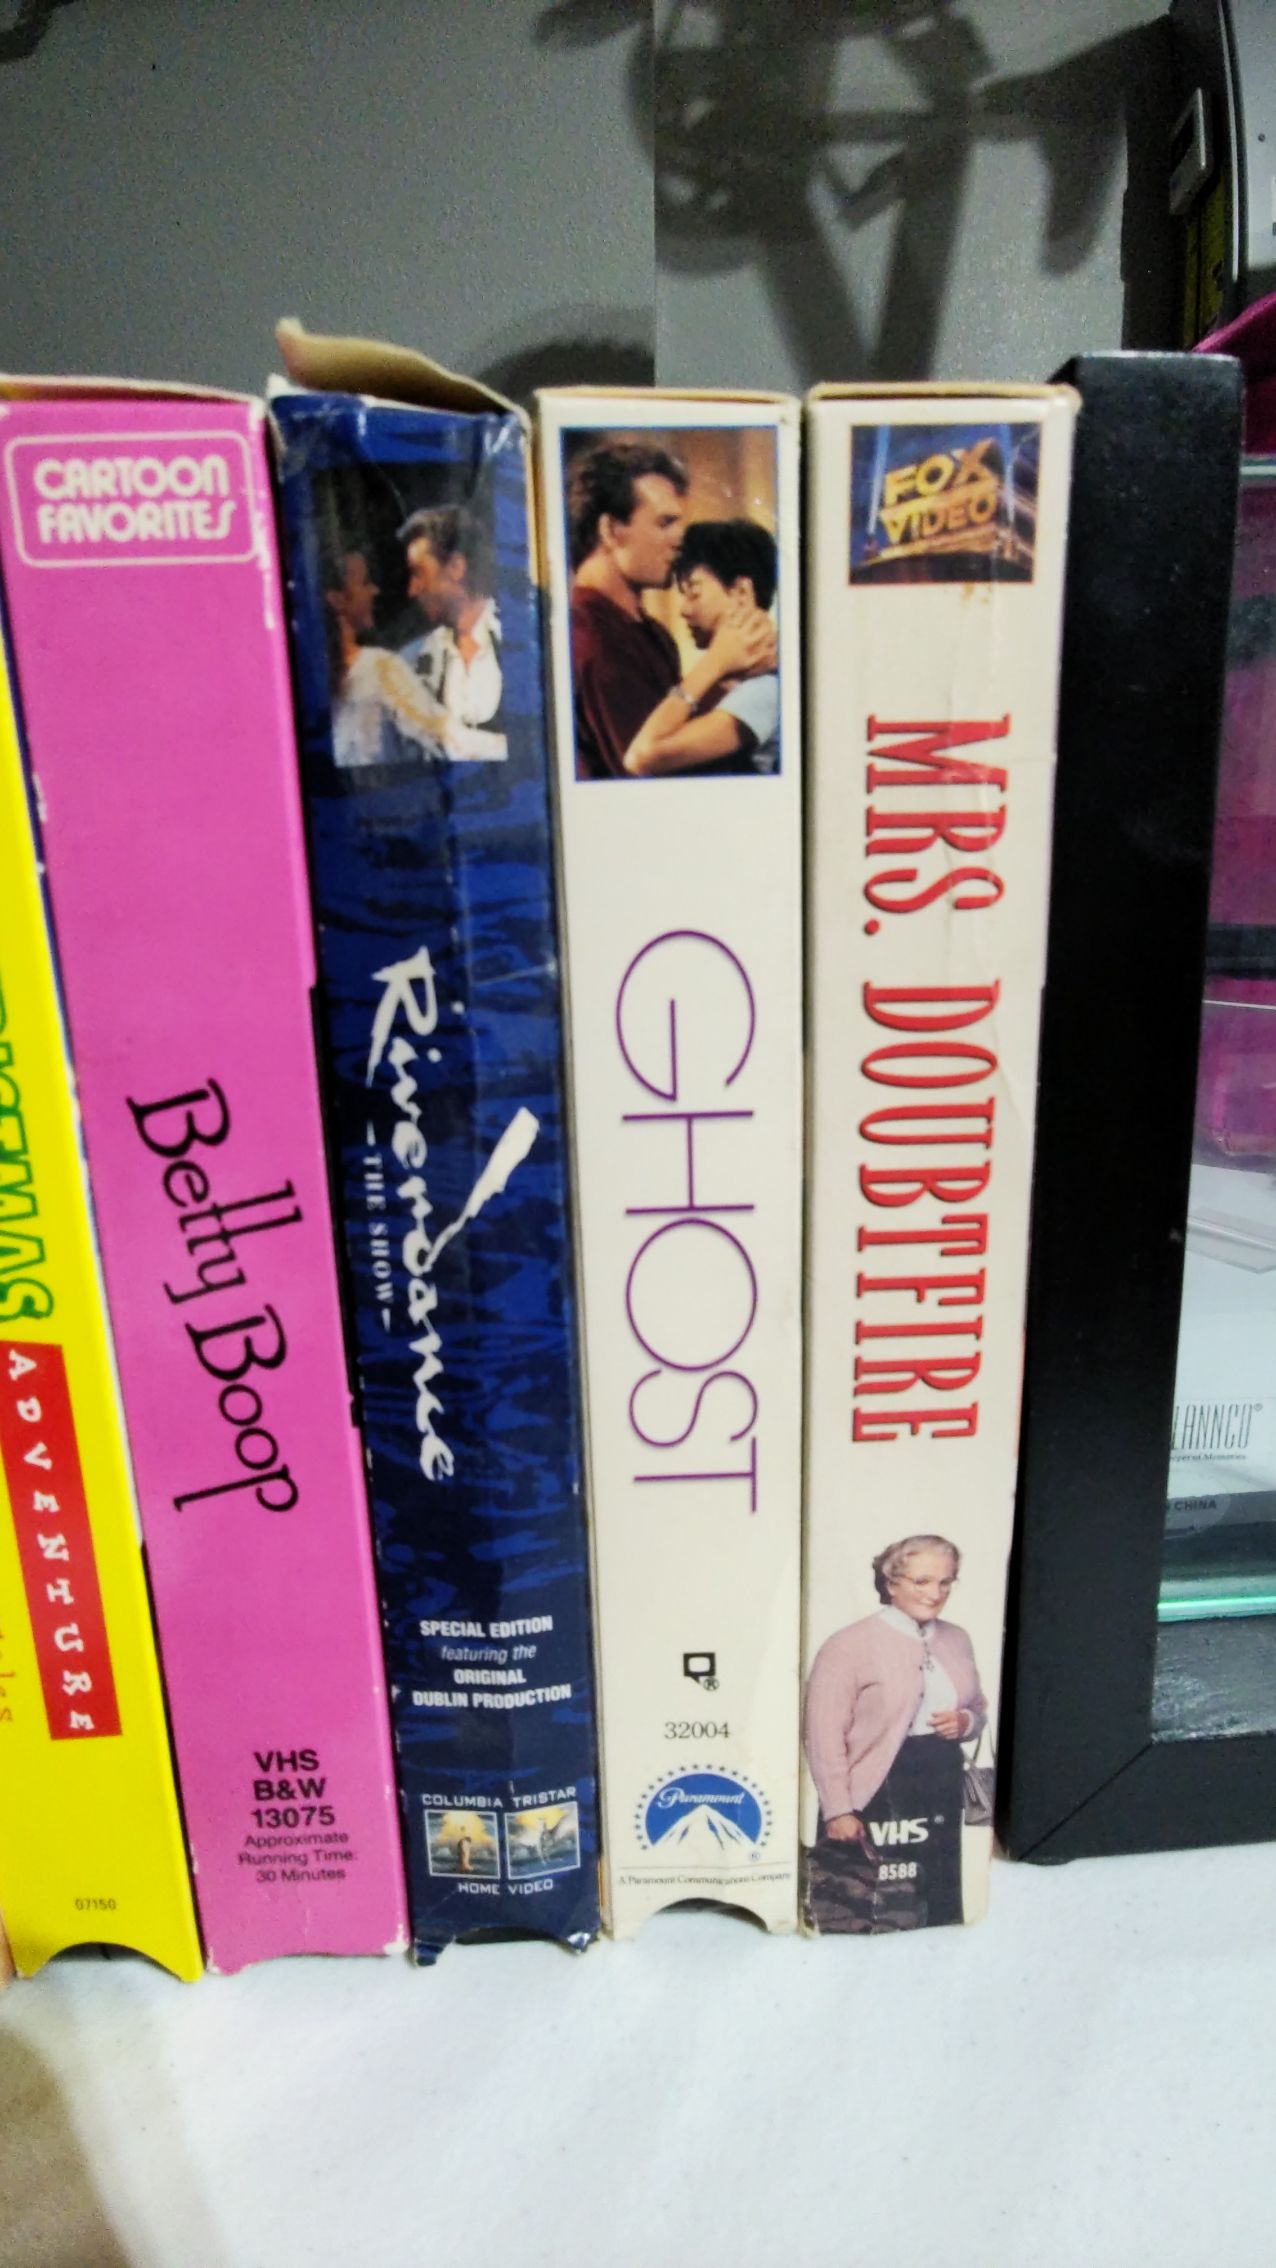 ADVENTURE
07150
CARTOON
FAVORITES
Betty Boop
VHS
B&W
13075
Approximate
Running Time:
30 Minutes
Riverdance
-THE SHOW-
SPECIAL EDITION
featuring the
ORIGINAL
DUBLIN PRODUCTION
COLUMBIA TRISTAR
HOME VIDEO
GHOST
®
32004
Paramount
®
A Paramount Communications Company
FOX
VIDEO
MRS. DOUBTFIRE
VHS®
8588
LANNCO®
Memories
CHINA